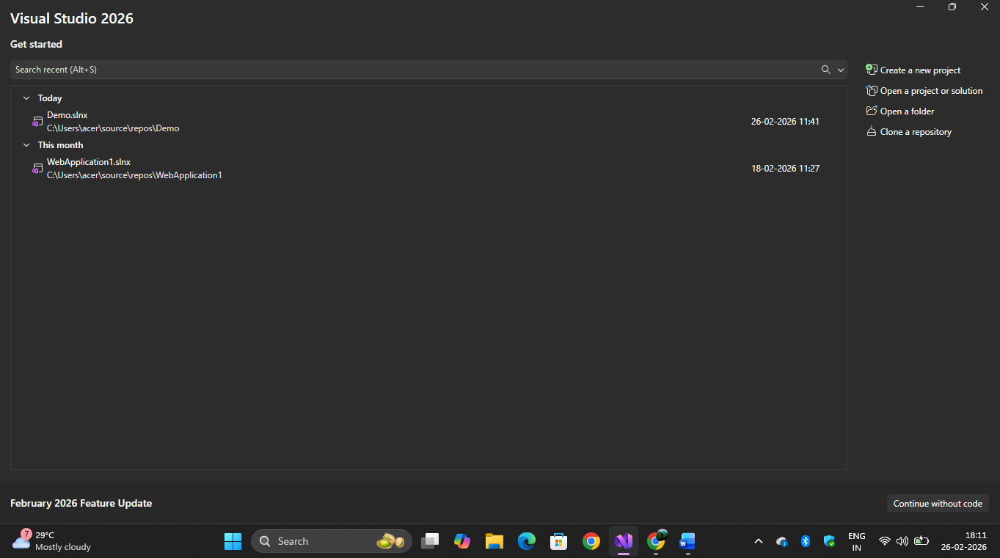 Visual Studio 2026
Get started
Search recent (Alt+S)
Today
Demo.slnx
C:\Users\acer\source\repos\Demo
26-02-2026 11:41
This month
WebApplication1.slnx
C:\Users\acer\source\repos\WebApplication1
18-02-2026 11:27
Create a new project
Open a project or solution
Open a folder
Clone a repository
February 2026 Feature Update
Continue without code
7
29°C
Mostly cloudy
Search
W
ENG
IN
18:11
26-02-2026